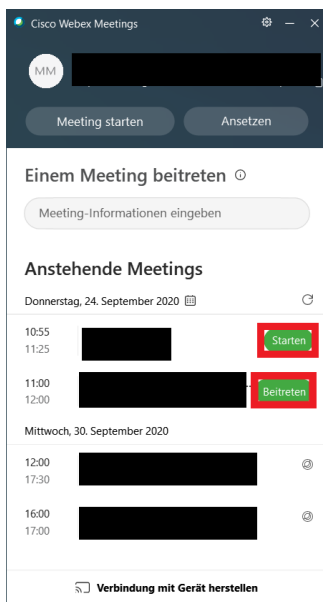 Cisco Webex Meetings
MM
Meeting starten Ansetzen
Einem Meeting beitreten
Meeting-Informationen eingeben
Anstehende Meetings
Donnerstag, 24. September 2020
10:55
11:25
Starten
11:00
12:00
Beitreten
Mittwoch, 30. September 2020
12:00
17:30
16:00
17:00
Verbindung mit Gerät herstellen